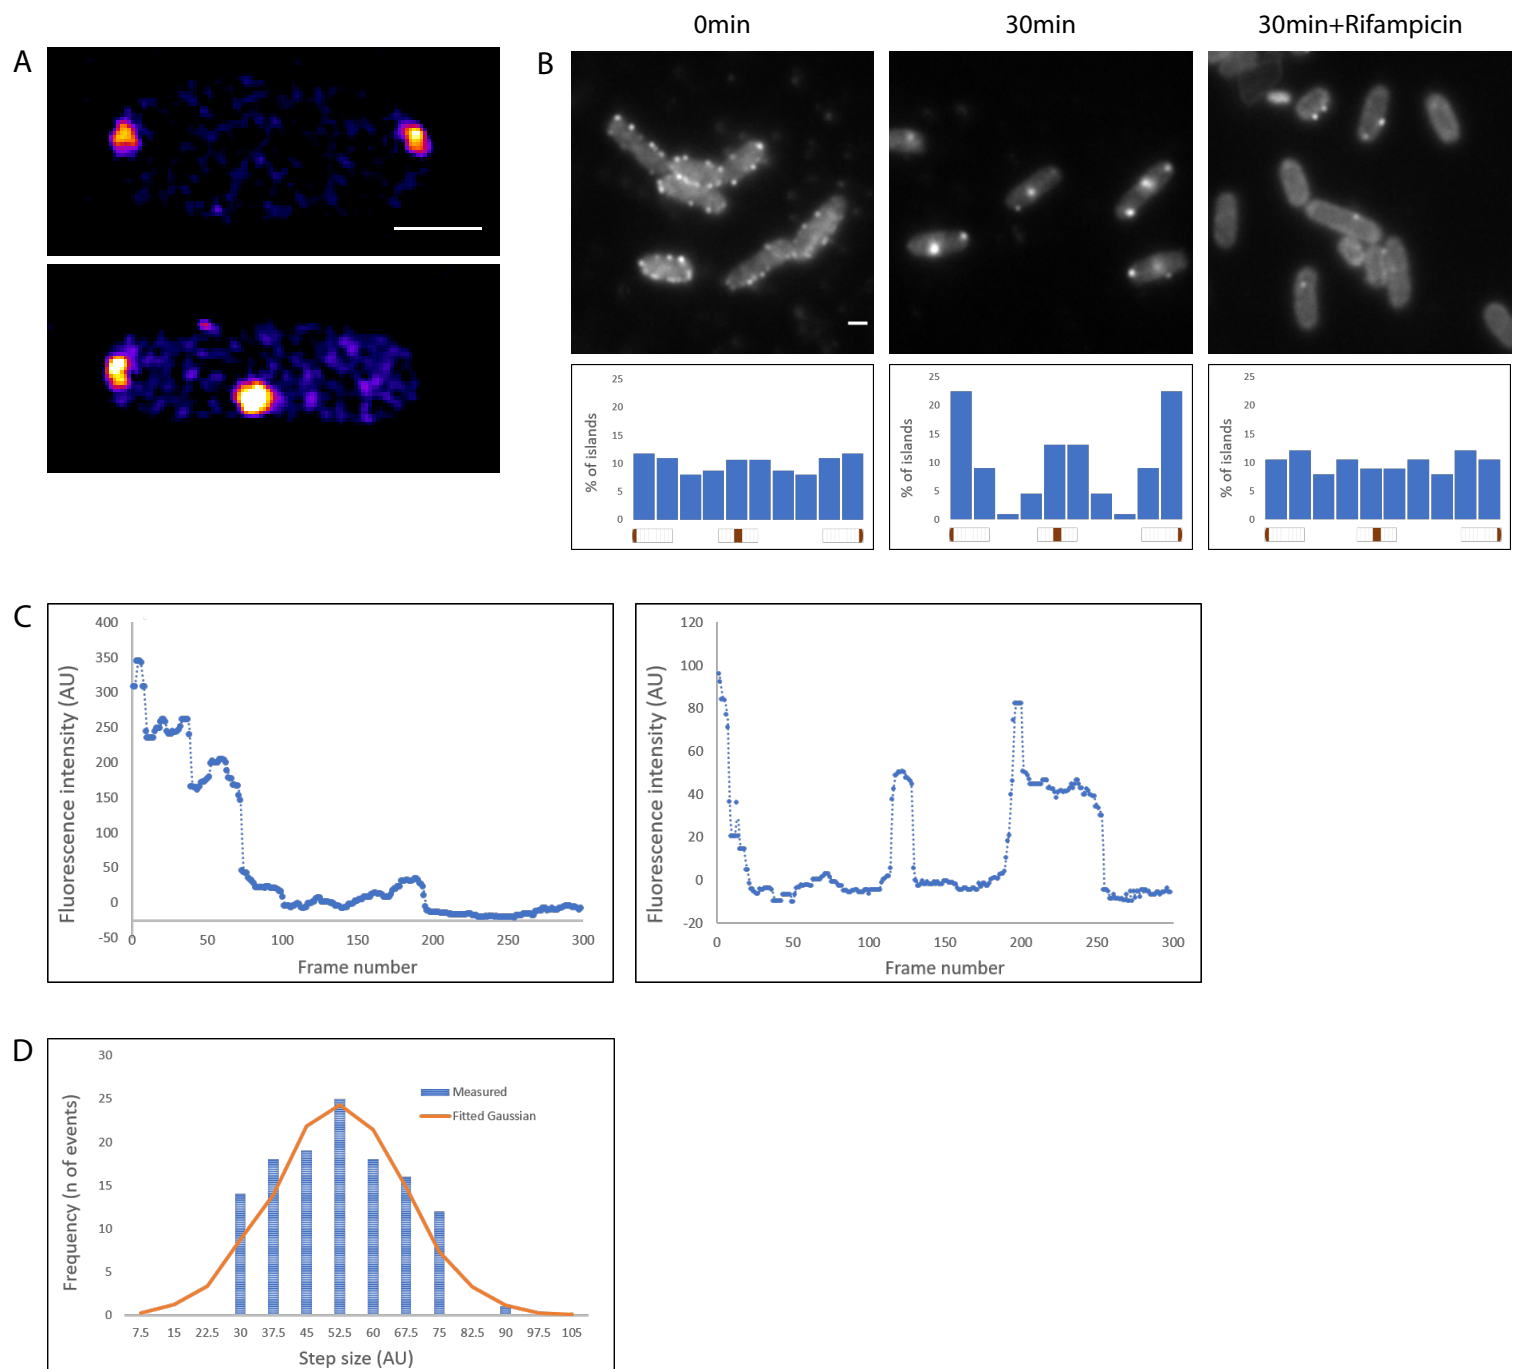 0min 30min 30min+Rifampicin
A
B
25
20
15
10
5
0
% of islands
25
20
15
10
5
0
% of islands
25
20
15
10
5
0
% of islands
C
400
350
300
250
200
150
100
50
0
-50
Fluorescence intensity (AU)
0 50 100 150 200 250 300
Frame number
120
100
80
60
40
20
0
-20
Fluorescence intensity (AU)
0 50 100 150 200 250 300
Frame number
D
30
25
20
15
10
5
0
Frequency (n of events)
Measured
Fitted Gaussian
7.5 15 22.5 30 37.5 45 52.5 60 67.5 75 82.5 90 97.5 105
Step size (AU)